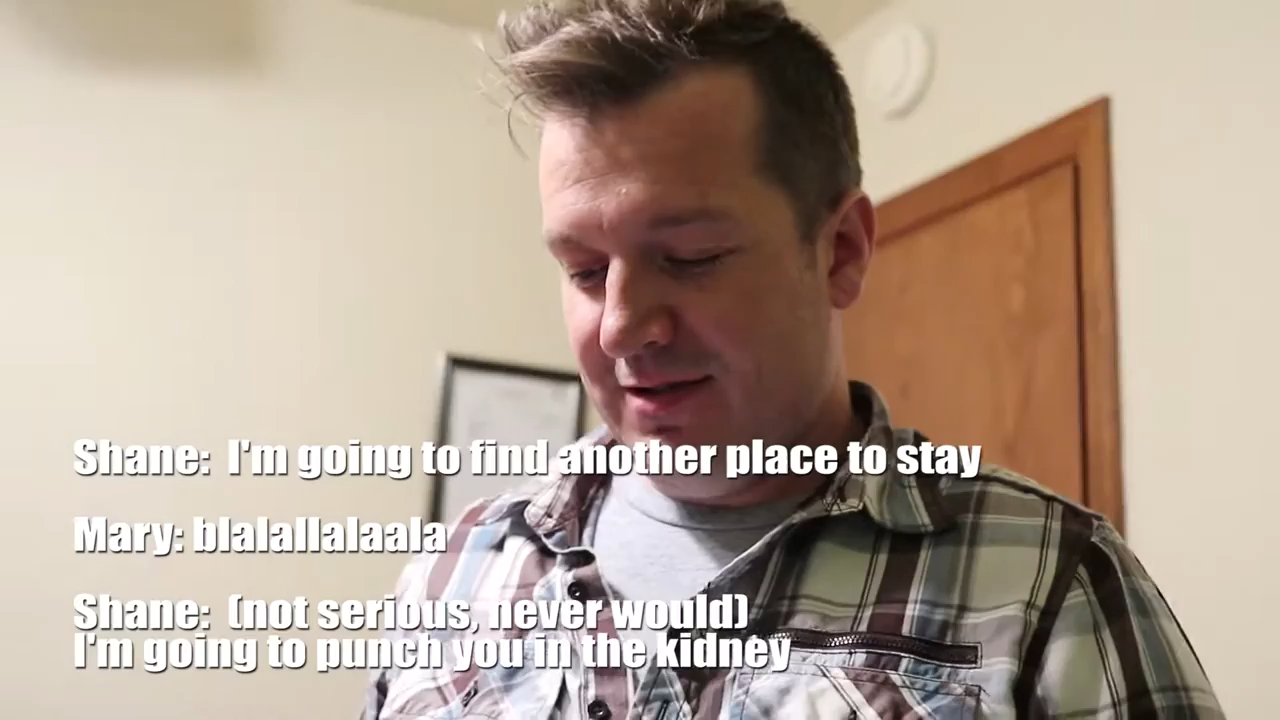 Shane:  I'm going to find another place to stay
Mary: blalallalaala
Shane:  (not serious, never would)
I'm going to punch you in the kidney